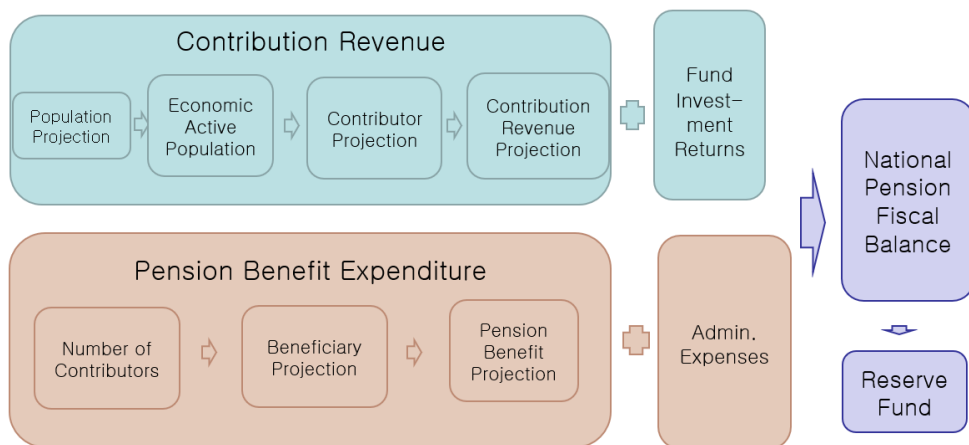 Contribution Revenue
Population
Projection
Economic
Active
Population
Contributor
Projection
Contribution
Revenue
Projection
Fund
Invest-
ment
Returns
Pension Benefit Expenditure
Number of
Contributors
Beneficiary
Projection
Pension
Benefit
Projection
Admin.
Expenses
National
Pension
Fiscal
Balance
Reserve
Fund